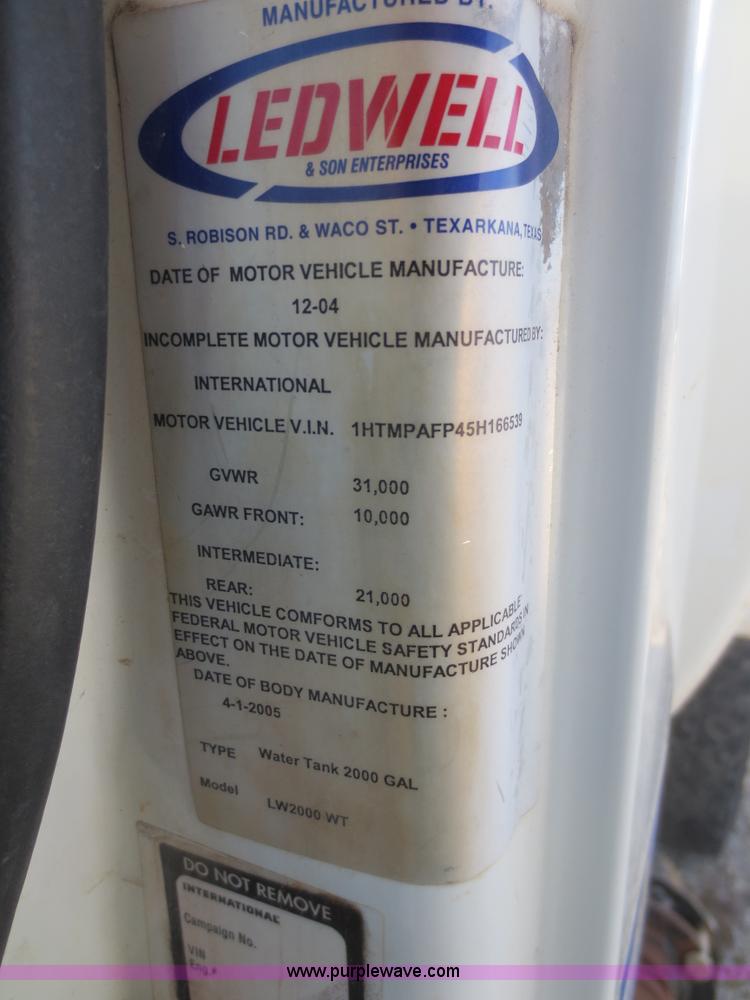 MANUFACTURED BY:
LEDWELL
& SON ENTERPRISES
S. ROBISON RD. & WACO ST. • TEXARKANA, TEXAS
DATE OF MOTOR VEHICLE MANUFACTURE:
12-04
INCOMPLETE MOTOR VEHICLE MANUFACTURED BY:
INTERNATIONAL
MOTOR VEHICLE V.I.N. 1HTMPAFP45H166539
GVWR 31,000
GAWR FRONT: 10,000
INTERMEDIATE:
REAR: 21,000
THIS VEHICLE COMFORMS TO ALL APPLICABLE
FEDERAL MOTOR VEHICLE SAFETY STANDARDS IN
EFFECT ON THE DATE OF MANUFACTURE SHOWN
ABOVE.
DATE OF BODY MANUFACTURE :
4-1-2005
TYPE Water Tank 2000 GAL
Model LW2000 WT
DO NOT REMOVE
INTERNATIONAL
Campaign No.
VIN
Eng.#
www.purplewave.com